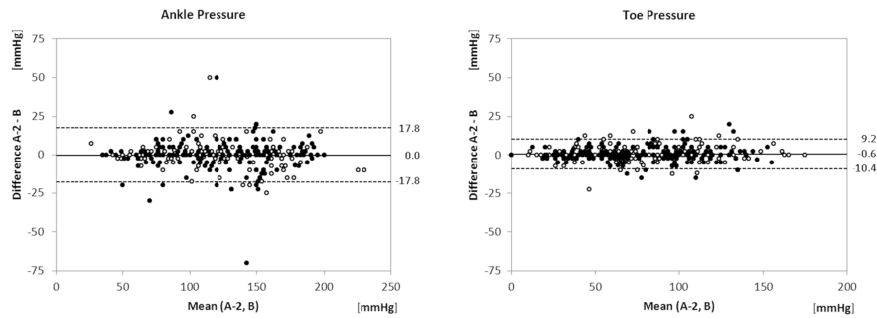 Ankle Pressure
75
[mmHg]
50
25
0
-25
-50
-75
Difference A-2 - B
17.8
0.0
-17.8
0 50 100 150 200 250
Mean (A-2, B) [mmHg]
Toe Pressure
75
[mmHg]
50
25
0
-25
-50
-75
Difference A-2 - B
9.2
-0.6
-10.4
0 50 100 150 200
Mean (A-2, B) [mmHg]